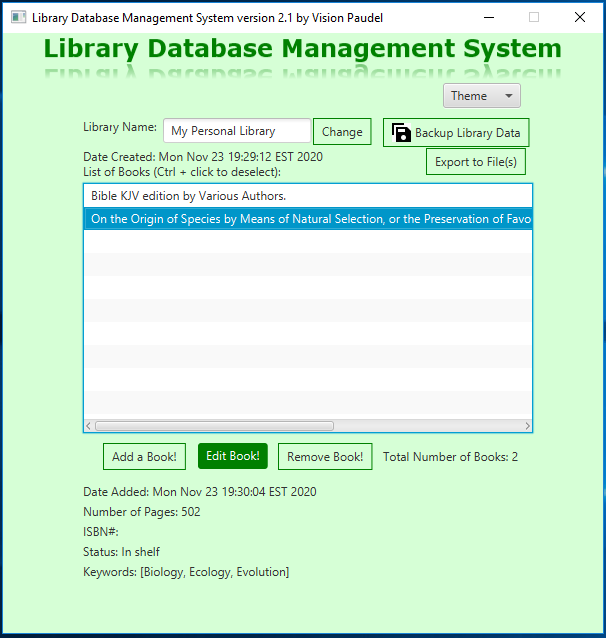 Library Database Management System version 2.1 by Vision Paudel
Library Database Management System
Theme
Library Name: My Personal Library Change Backup Library Data
Date Created: Mon Nov 23 19:29:12 EST 2020
Export to File(s)
List of Books (Ctrl + click to deselect):
Bible KJV edition by Various Authors.
On the Origin of Species by Means of Natural Selection, or the Preservation of Favo
Add a Book! Edit Book! Remove Book! Total Number of Books: 2
Date Added: Mon Nov 23 19:30:04 EST 2020
Number of Pages: 502
ISBN#:
Status: In shelf
Keywords: [Biology, Ecology, Evolution]